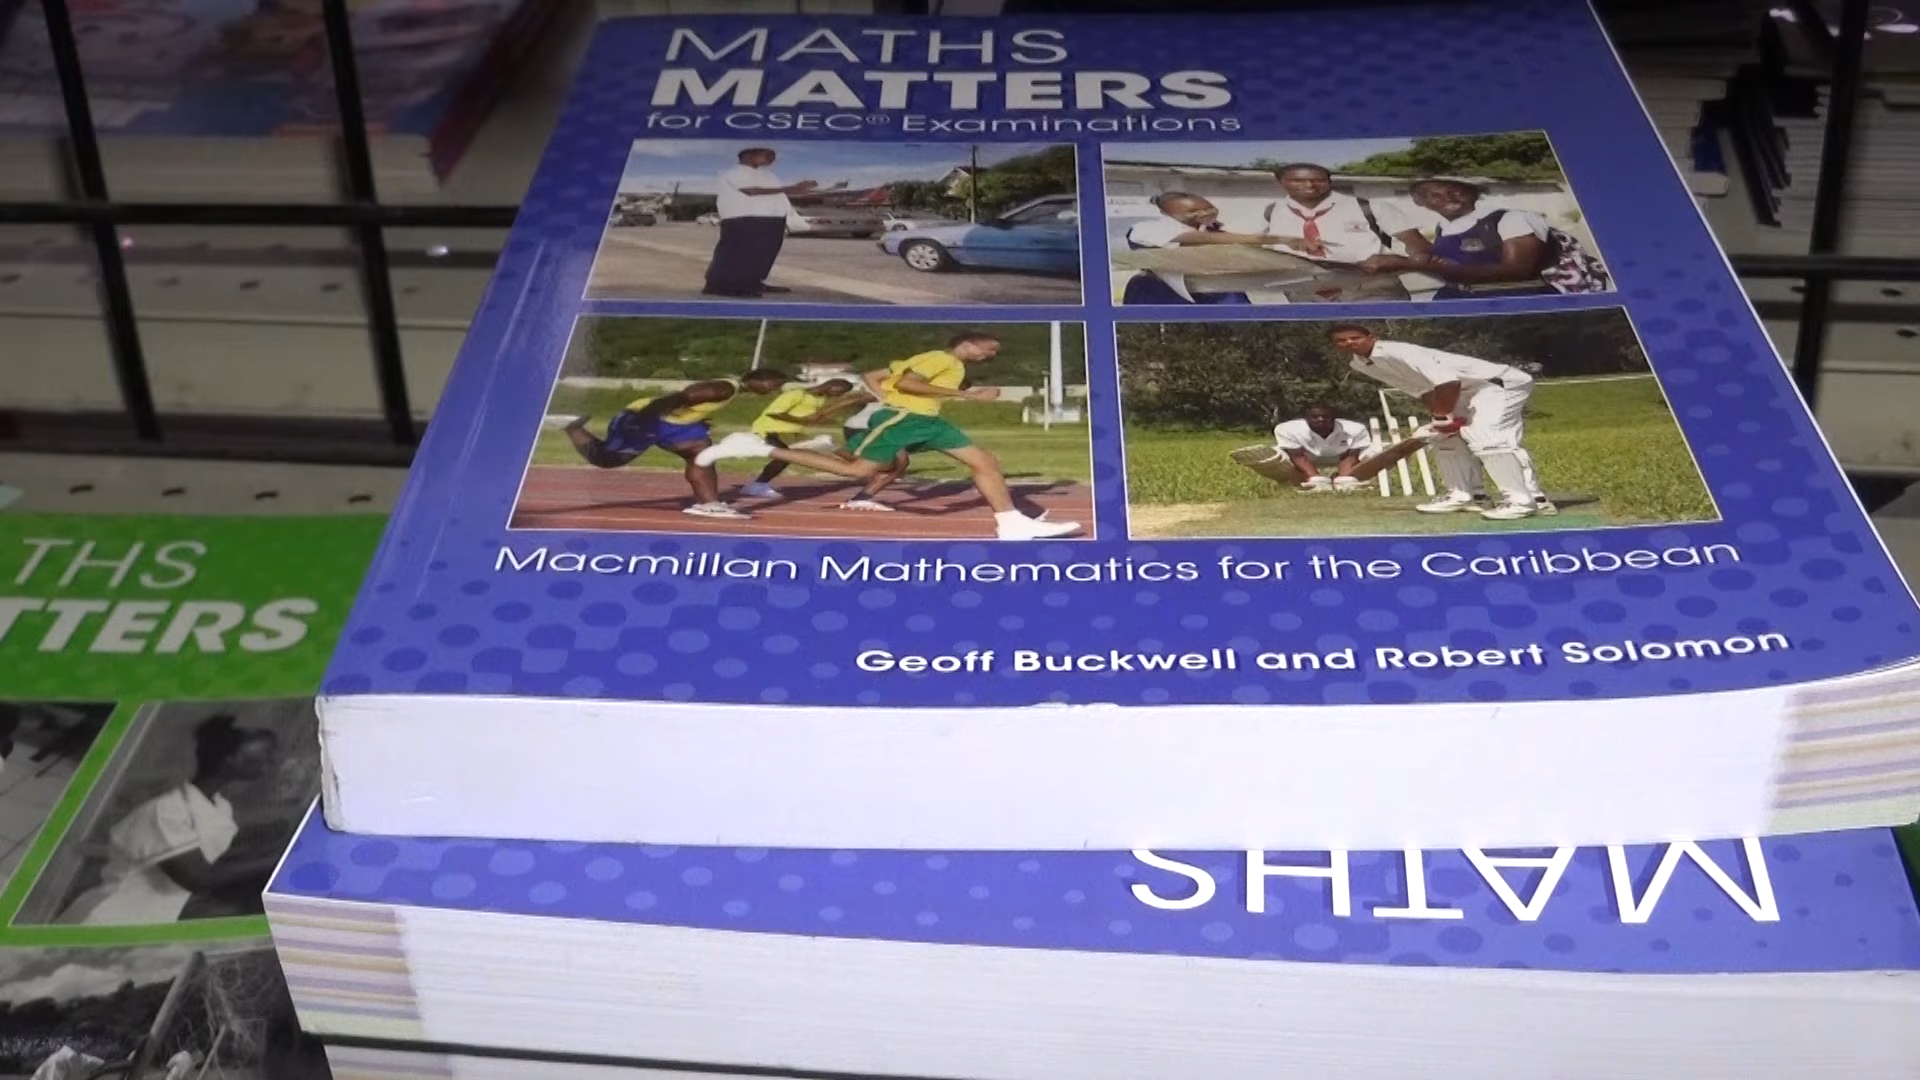 MATHS
MATTERS
for CSEC® Examinations
Macmillan Mathematics for the Caribbean
Geoff Buckwell and Robert Solomon
THS
TTERS
MATHS